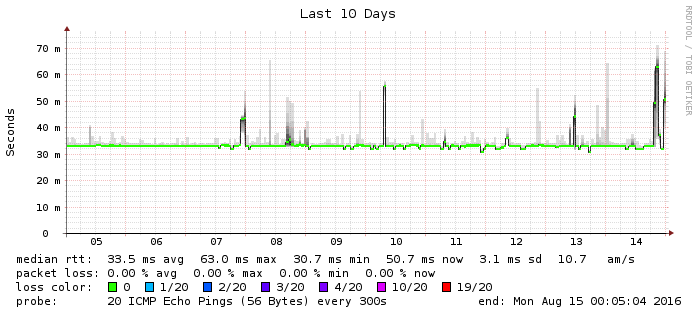 Last 10 Days
RRDTOOL / TOBI OETIKER
Seconds
70 m
60 m
50 m
40 m
30 m
20 m
10 m
0
05 06 07 08 09 10 11 12 13 14
median rtt: 33.5 ms avg 63.0 ms max 30.7 ms min 50.7 ms now 3.1 ms sd 10.7 am/s
packet loss: 0.00 % avg 0.00 % max 0.00 % min 0.00 % now
loss color: 0 1/20 2/20 3/20 4/20 10/20 19/20
probe: 20 ICMP Echo Pings (56 Bytes) every 300s end: Mon Aug 15 00:05:04 2016